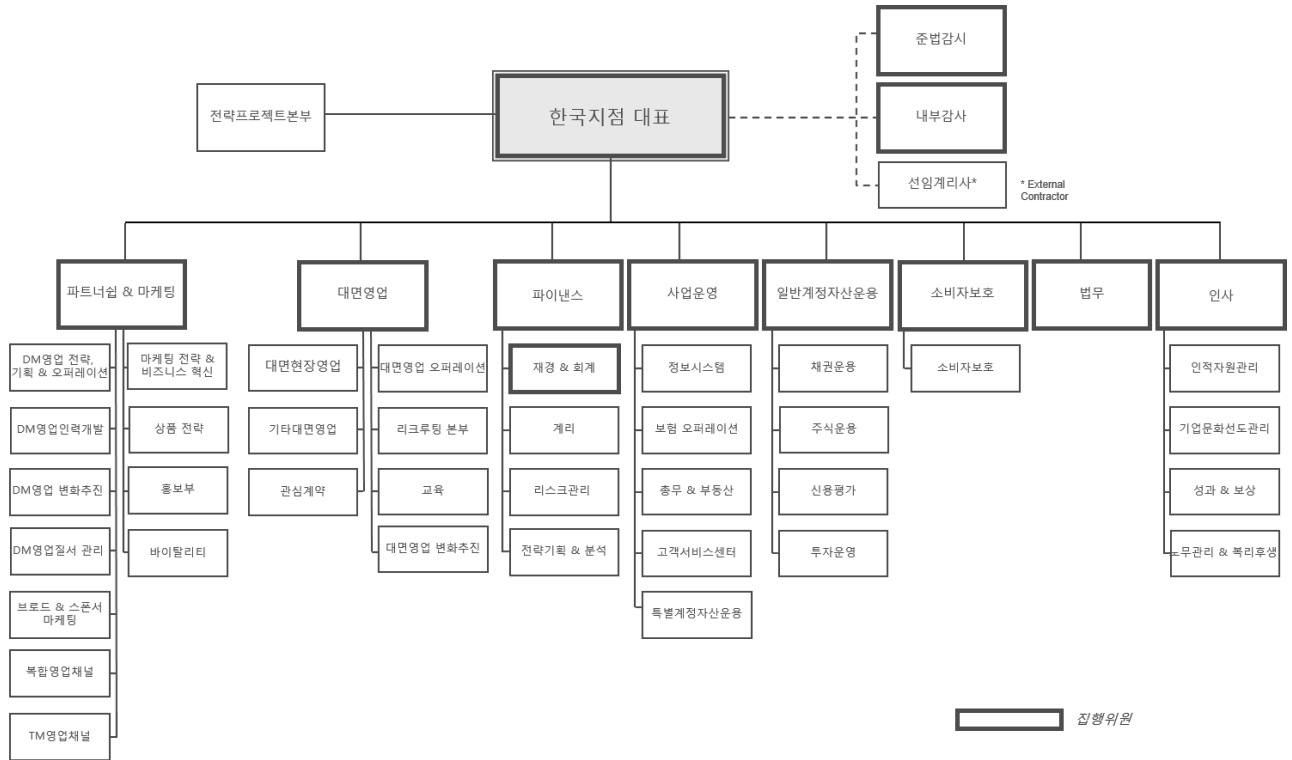 준법감시
전략프로젝트본부
한국지점 대표
내부감사
선임계리사*
* External
Contractor
파트너쉽 & 마케팅
대면영업
파이낸스
사업운영
일반계정자산운용
소비자보호
법무
인사
DM영업 전략,
기획 & 오퍼레이션
DM영업인력개발
DM영업 변화추진
DM영업질서 관리
브로드 & 스폰서
마케팅
복합영업채널
TM영업채널
마케팅 전략 &
비즈니스 혁신
상품 전략
홍보부
바이탈리티
대면현장영업
기타대면영업
관심계약
대면영업 오퍼레이션
리크루팅 본부
교육
대면영업 변화추진
재경 & 회계
계리
리스크관리
전략기획 & 분석
정보시스템
보험 오퍼레이션
총무 & 부동산
고객서비스센터
특별계정자산운용
채권운용
주식운용
신용평가
투자운영
소비자보호
인적자원관리
기업문화선도관리
성과 & 보상
노무관리 & 복리후생
집행위원